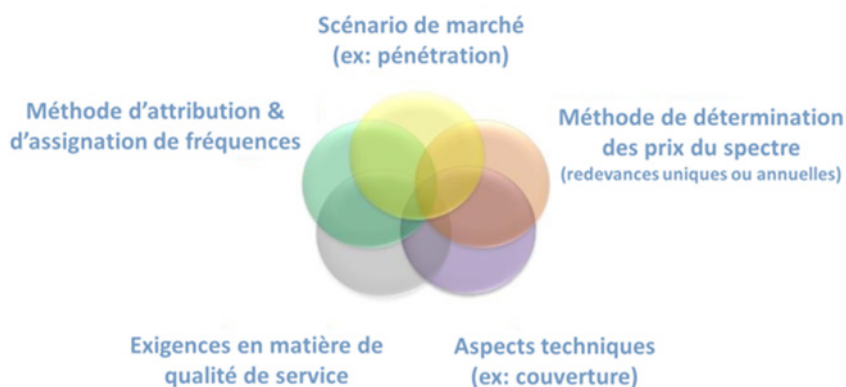 Scénario de marché
(ex: pénétration)
Méthode d'attribution &
d'assignation de fréquences
Méthode de détermination
des prix du spectre
(redevances uniques ou annuelles)
Exigences en matière de
qualité de service
Aspects techniques
(ex: couverture)